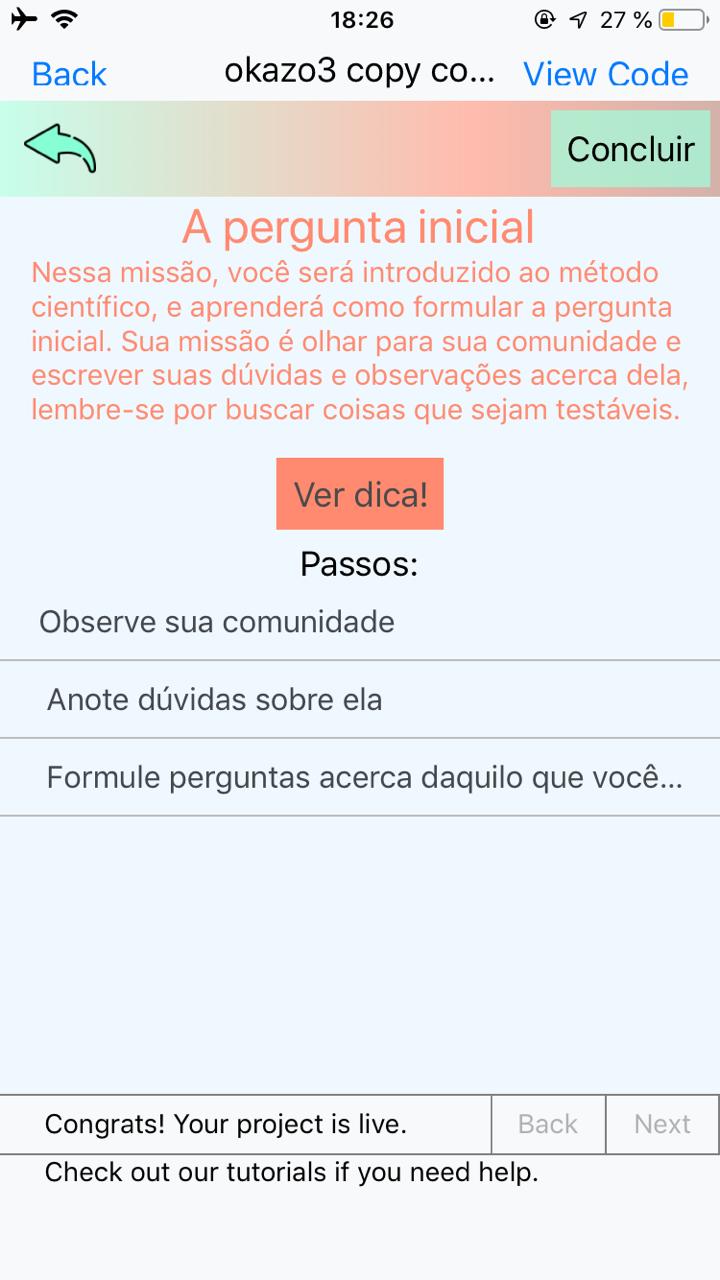 18:26
27 %
Back
okazo3 copy co...
View Code
Concluir
A pergunta inicial
Nessa missão, você será introduzido ao método
científico, e aprenderá como formular a pergunta
inicial. Sua missão é olhar para sua comunidade e
escrever suas dúvidas e observações acerca dela,
lembre-se por buscar coisas que sejam testáveis.
Ver dica!
Passos:
Observe sua comunidade
Anote dúvidas sobre ela
Formule perguntas acerca daquilo que você...
Congrats! Your project is live.
Back
Next
Check out our tutorials if you need help.